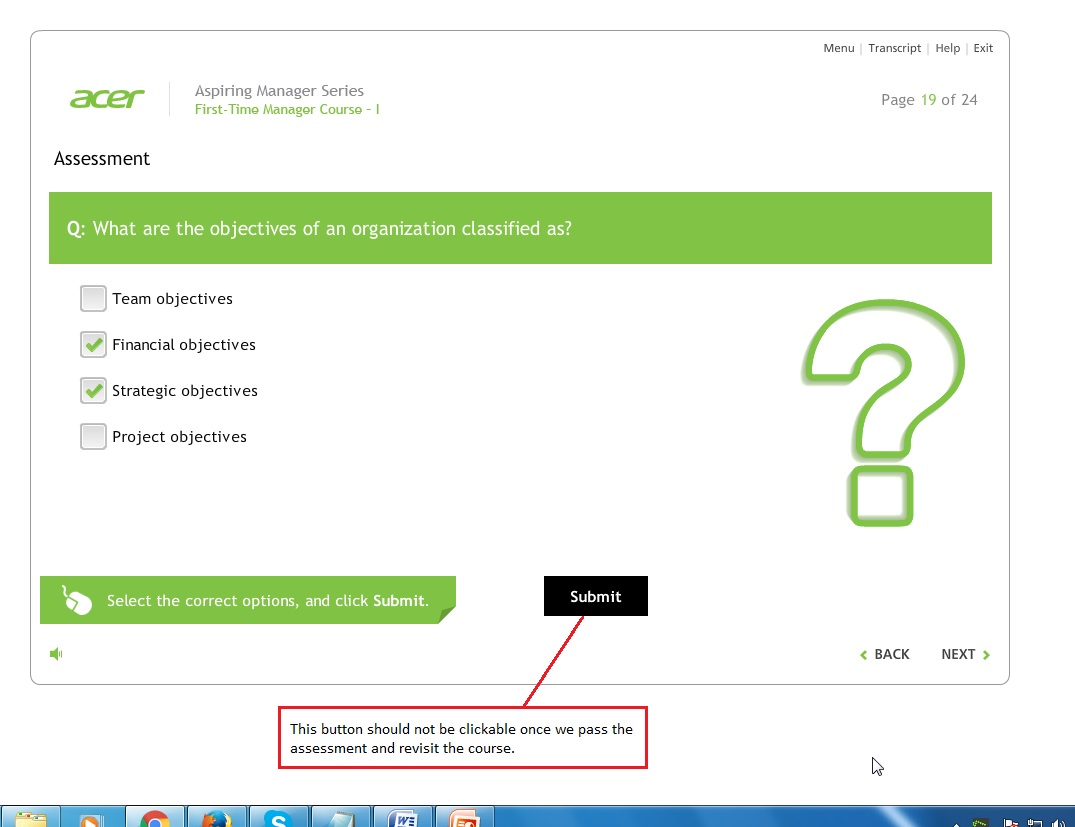 Menu | Transcript | Help | Exit
acer
Aspiring Manager Series
First-Time Manager Course - I
Page 19 of 24
Assessment
Q: What are the objectives of an organization classified as?
Team objectives
Financial objectives
Strategic objectives
Project objectives
Select the correct options, and click Submit.
Submit
BACK
NEXT
This button should not be clickable once we pass the
assessment and revisit the course.